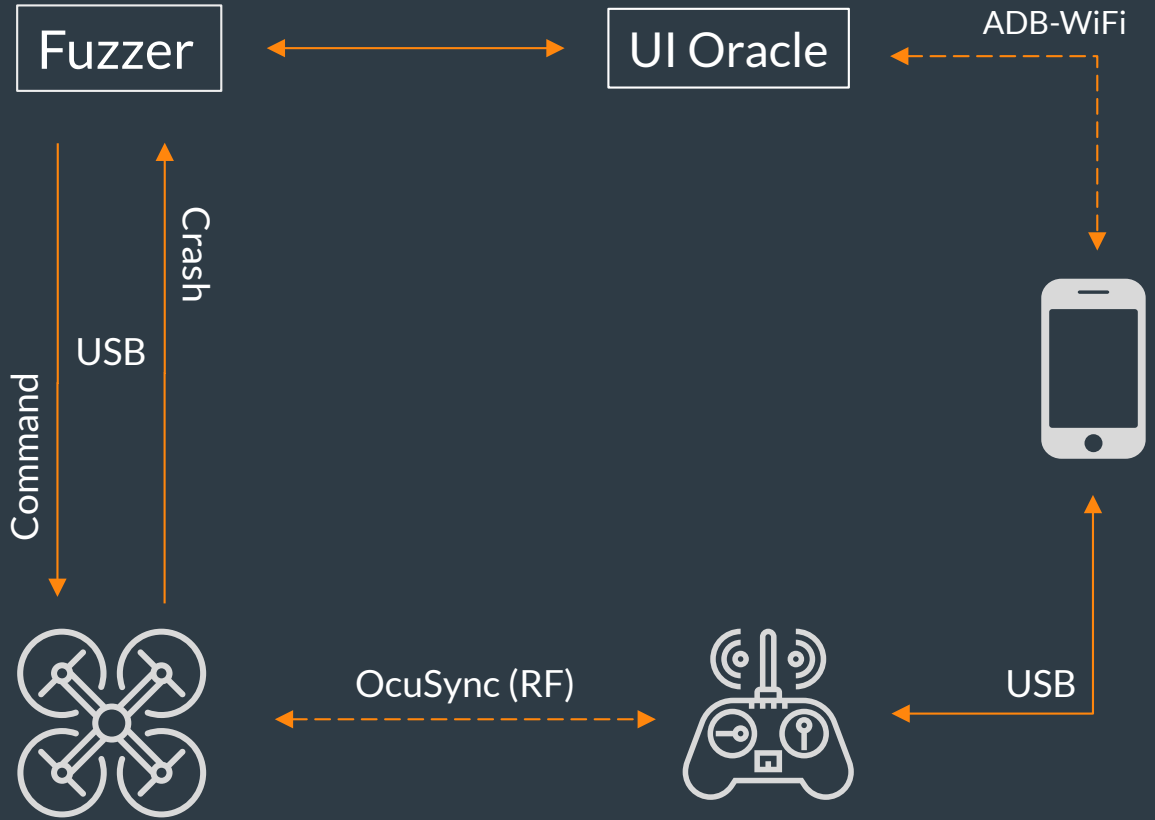 Fuzzer
UI Oracle
ADB-WiFi
Crash
USB
Command
OcuSync (RF)
USB